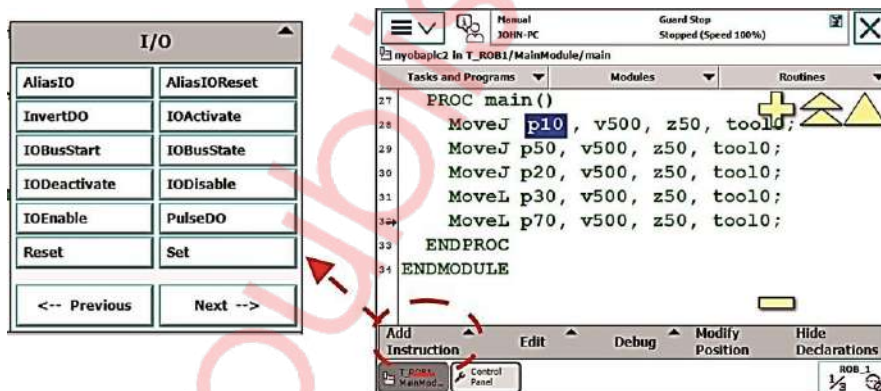 I/O
AliasIO AliasIOReset
InvertDO IOActivate
IOBusStart IOBusState
IODeactivate IODisable
IOEnable PulseDO
Reset Set
<-- Previous Next -->
Manual Guard Stop
JOHN-PC Stopped (Speed 100%)
nyobaplc2 in T_ROB1/MainModule/main
Tasks and Programs Modules Routines
27 PROC main()
28 MoveJ p10 , v500, z50, tool0;
29 MoveJ p50, v500, z50, tool0;
30 MoveJ p20, v500, z50, tool0;
31 MoveL p30, v500, z50, tool0;
32 MoveL p70, v500, z50, tool0;
33 ENDPROC
34 ENDMODULE
Add Instruction Edit Debug Modify Position Hide Declarations
T_ROB1 MainMod... Control Panel ROB_1
1/3